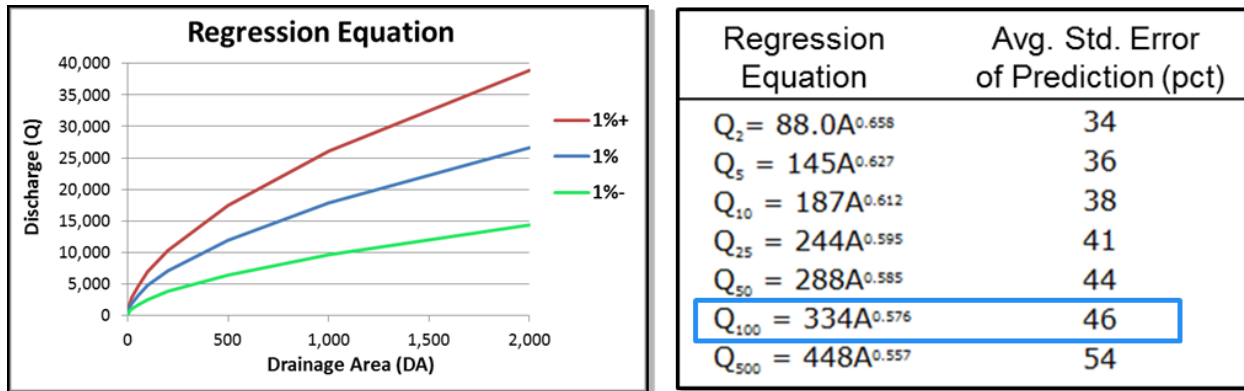 Regression Equation
40,000
35,000
30,000
25,000
20,000
15,000
10,000
5,000
0
Discharge (Q)
0 500 1,000 1,500 2,000
Drainage Area (DA)
1%+
1%
1%-
Regression Avg. Std. Error
Equation of Prediction (pct)
Q₂= 88.0A⁰·⁶⁵⁸ 34
Q₅ = 145A⁰·⁶²⁷ 36
Q₁₀ = 187A⁰·⁶¹² 38
Q₂₅ = 244A⁰·⁵⁹⁵ 41
Q₅₀ = 288A⁰·⁵⁸⁵ 44
Q₁₀₀ = 334A⁰·⁵⁷⁶ 46
Q₅₀₀ = 448A⁰·⁵⁵⁷ 54